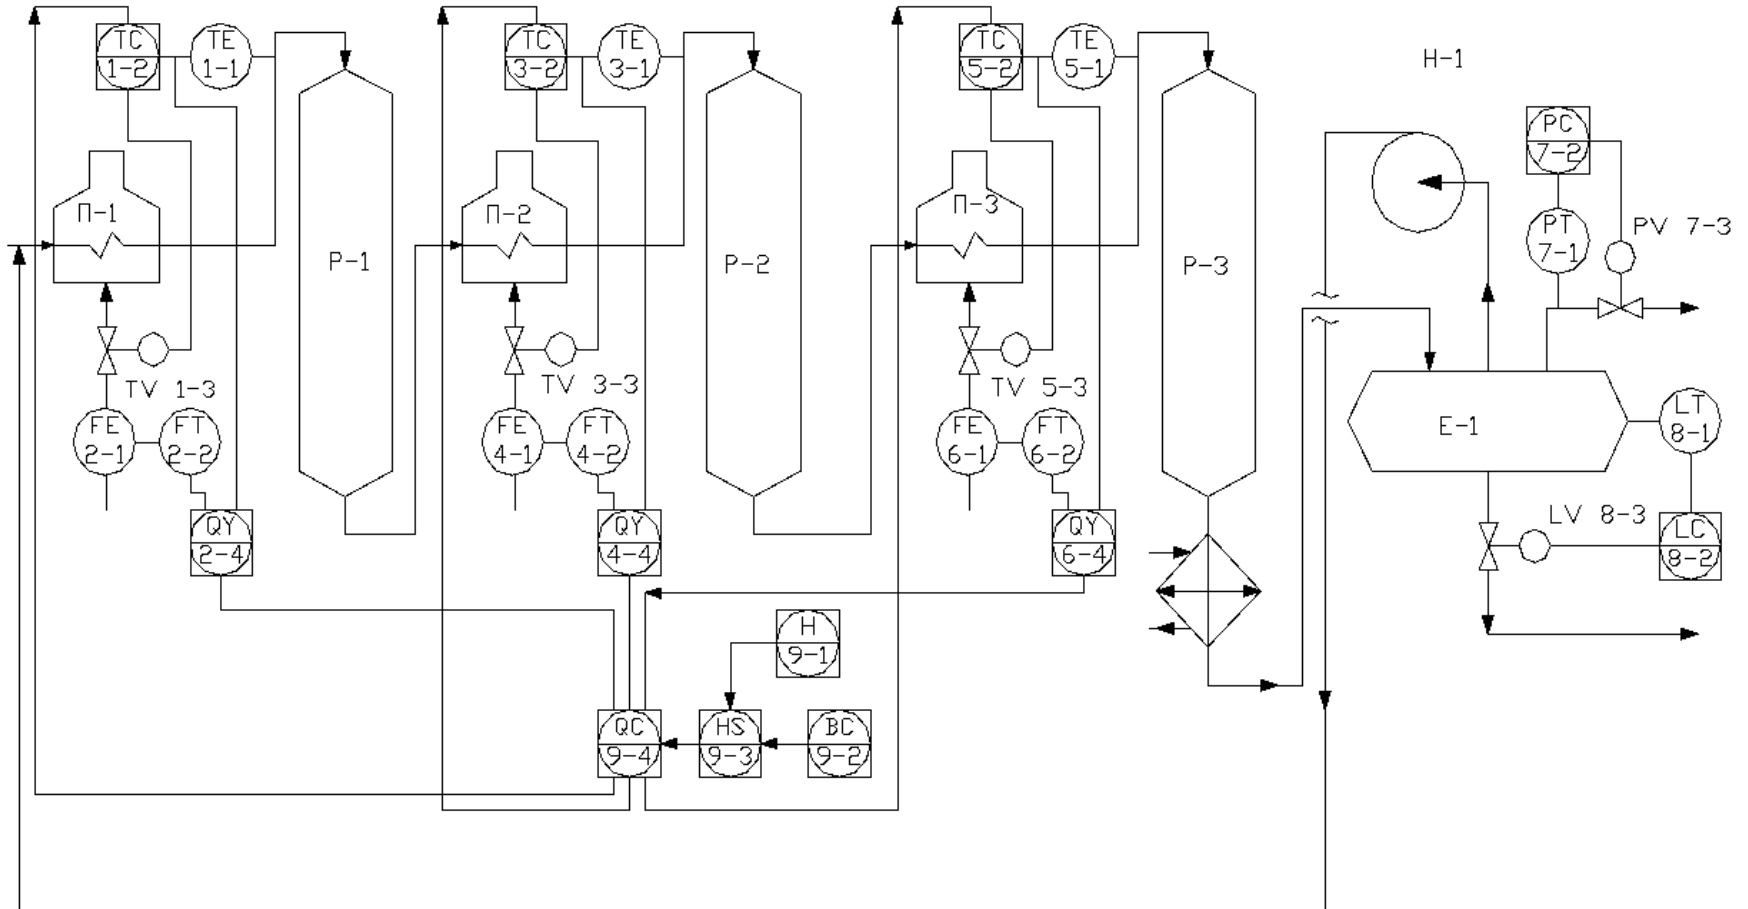 TC
1-2
TE
1-1
TC
3-2
TE
3-1
TC
5-2
TE
5-1
Н-1
PC
7-2
П-1
П-2
П-3
PT
7-1
PV 7-3
Р-1
Р-2
Р-3
TV 1-3
TV 3-3
TV 5-3
FE
2-1
FT
2-2
FE
4-1
FT
4-2
FE
6-1
FT
6-2
Е-1
LT
8-1
QY
2-4
QY
4-4
QY
6-4
LV 8-3
LC
8-2
H
9-1
QC
9-4
HS
9-3
BC
9-2